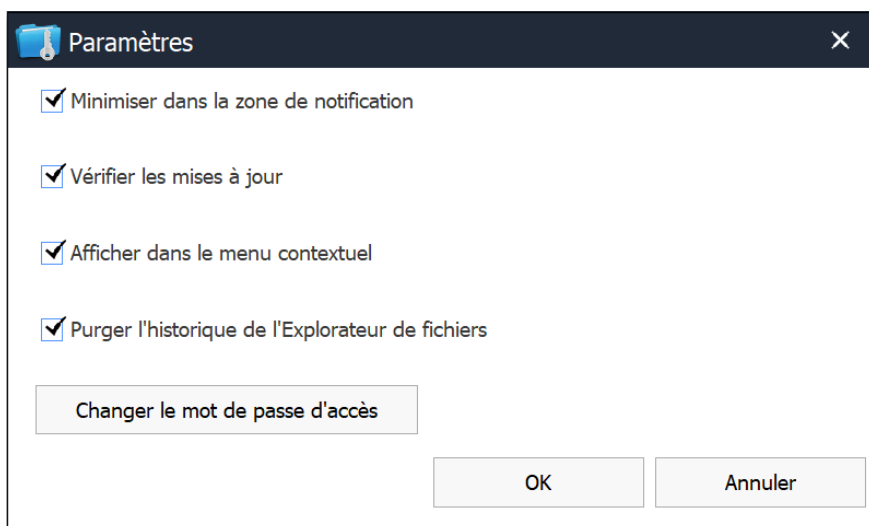 Paramètres
Minimiser dans la zone de notification
Vérifier les mises à jour
Afficher dans le menu contextuel
Purger l'historique de l'Explorateur de fichiers
Changer le mot de passe d'accès
OK
Annuler